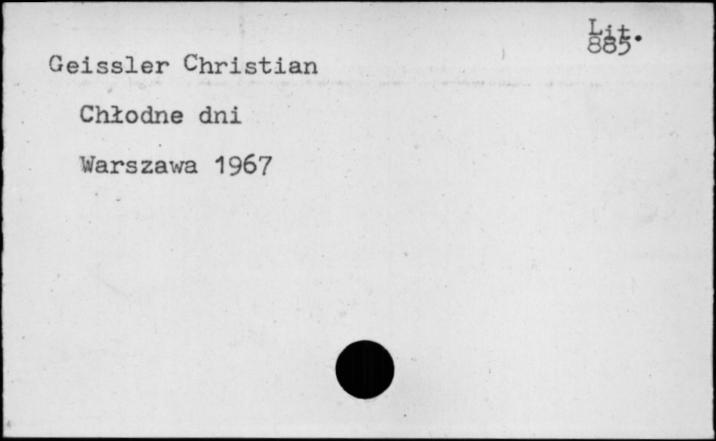 Lit.
885
Geissler Christian
Chłodne dni
Warszawa 1967